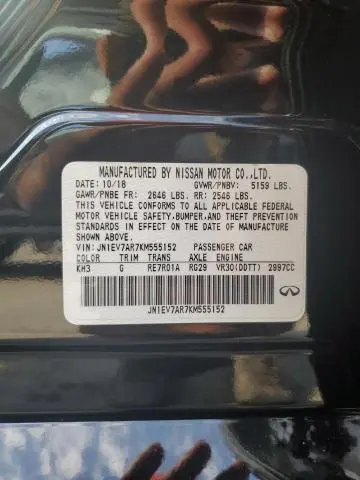 MANUFACTURED BY NISSAN MOTOR CO.,LTD.
DATE: 10/18 GVWR/PNBV: 5159 LBS.
GAWR/PNBE FR: 2646 LBS. RR: 2546 LBS.
THIS VEHICLE CONFORMS TO ALL APPLICABLE FEDERAL
MOTOR VEHICLE SAFETY,BUMPER,AND THEFT PREVENTION
STANDARDS IN EFFECT ON THE DATE OF MANUFACTURE
SHOWN ABOVE.
VIN: JN1EV7AR7KM555152 PASSENGER CAR
COLOR TRIM TRANS AXLE ENGINE
KH3 G RE7R01A RG29 VR30(DDTT) 2997CC
JN1EV7AR7KM555152